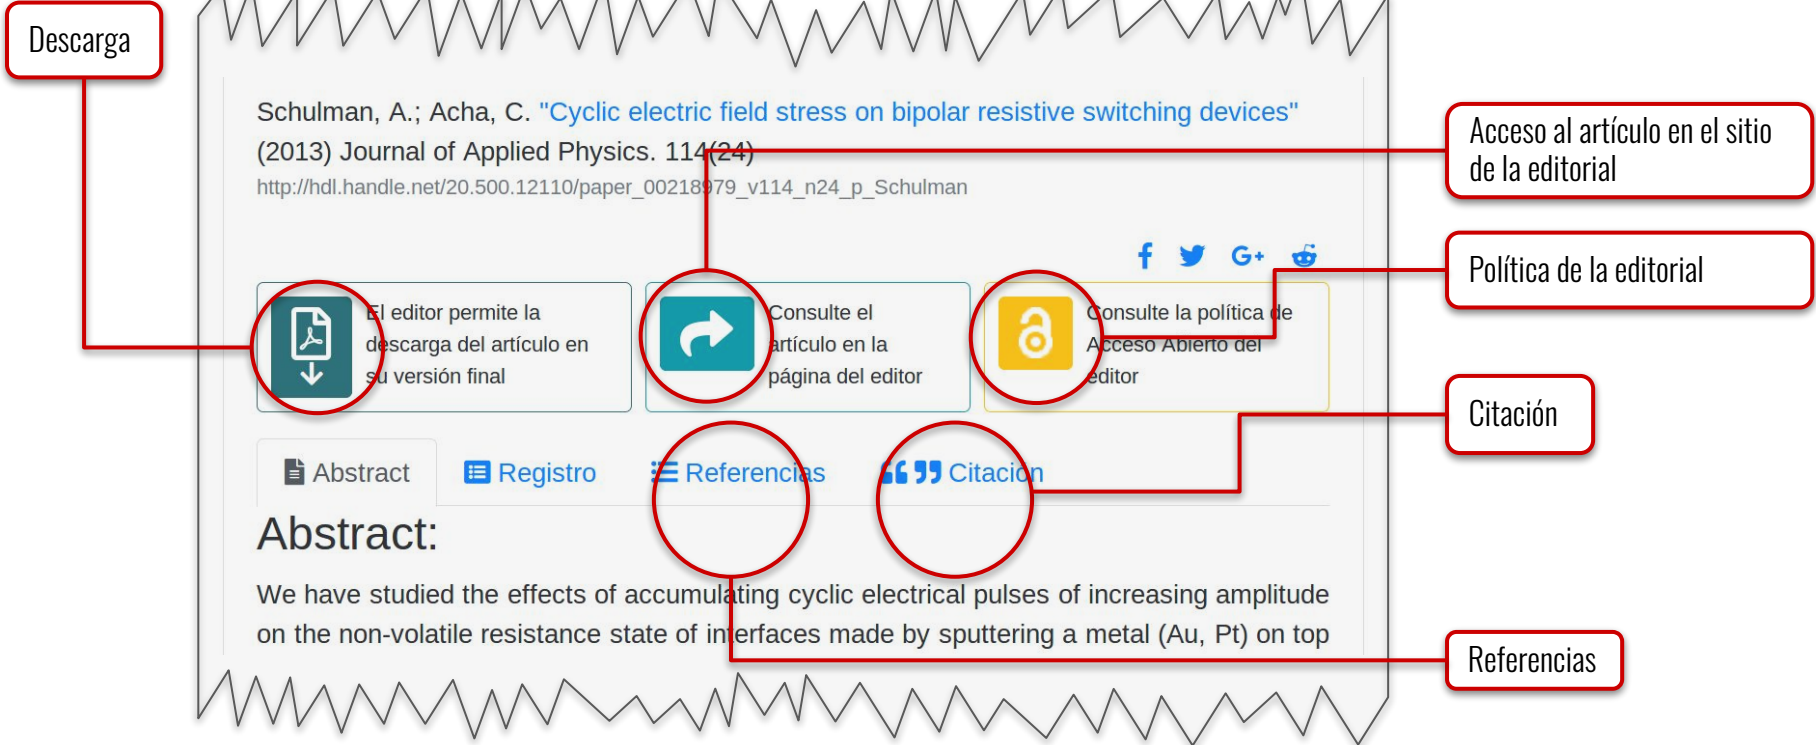 Descarga
Schulman, A.; Acha, C. "Cyclic electric field stress on bipolar resistive switching devices"
(2013) Journal of Applied Physics. 114(24)
http://hdl.handle.net/20.500.12110/paper_00218979_v114_n24_p_Schulman
Acceso al artículo en el sitio
de la editorial
Política de la editorial
El editor permite la
descarga del artículo en
su versión final
Consulte el
artículo en la
página del editor
Consulte la política de
Acceso Abierto del
editor
Citación
Abstract
Registro
Referencias
Citación
Abstract:
We have studied the effects of accumulating cyclic electrical pulses of increasing amplitude
on the non-volatile resistance state of interfaces made by sputtering a metal (Au, Pt) on top
Referencias